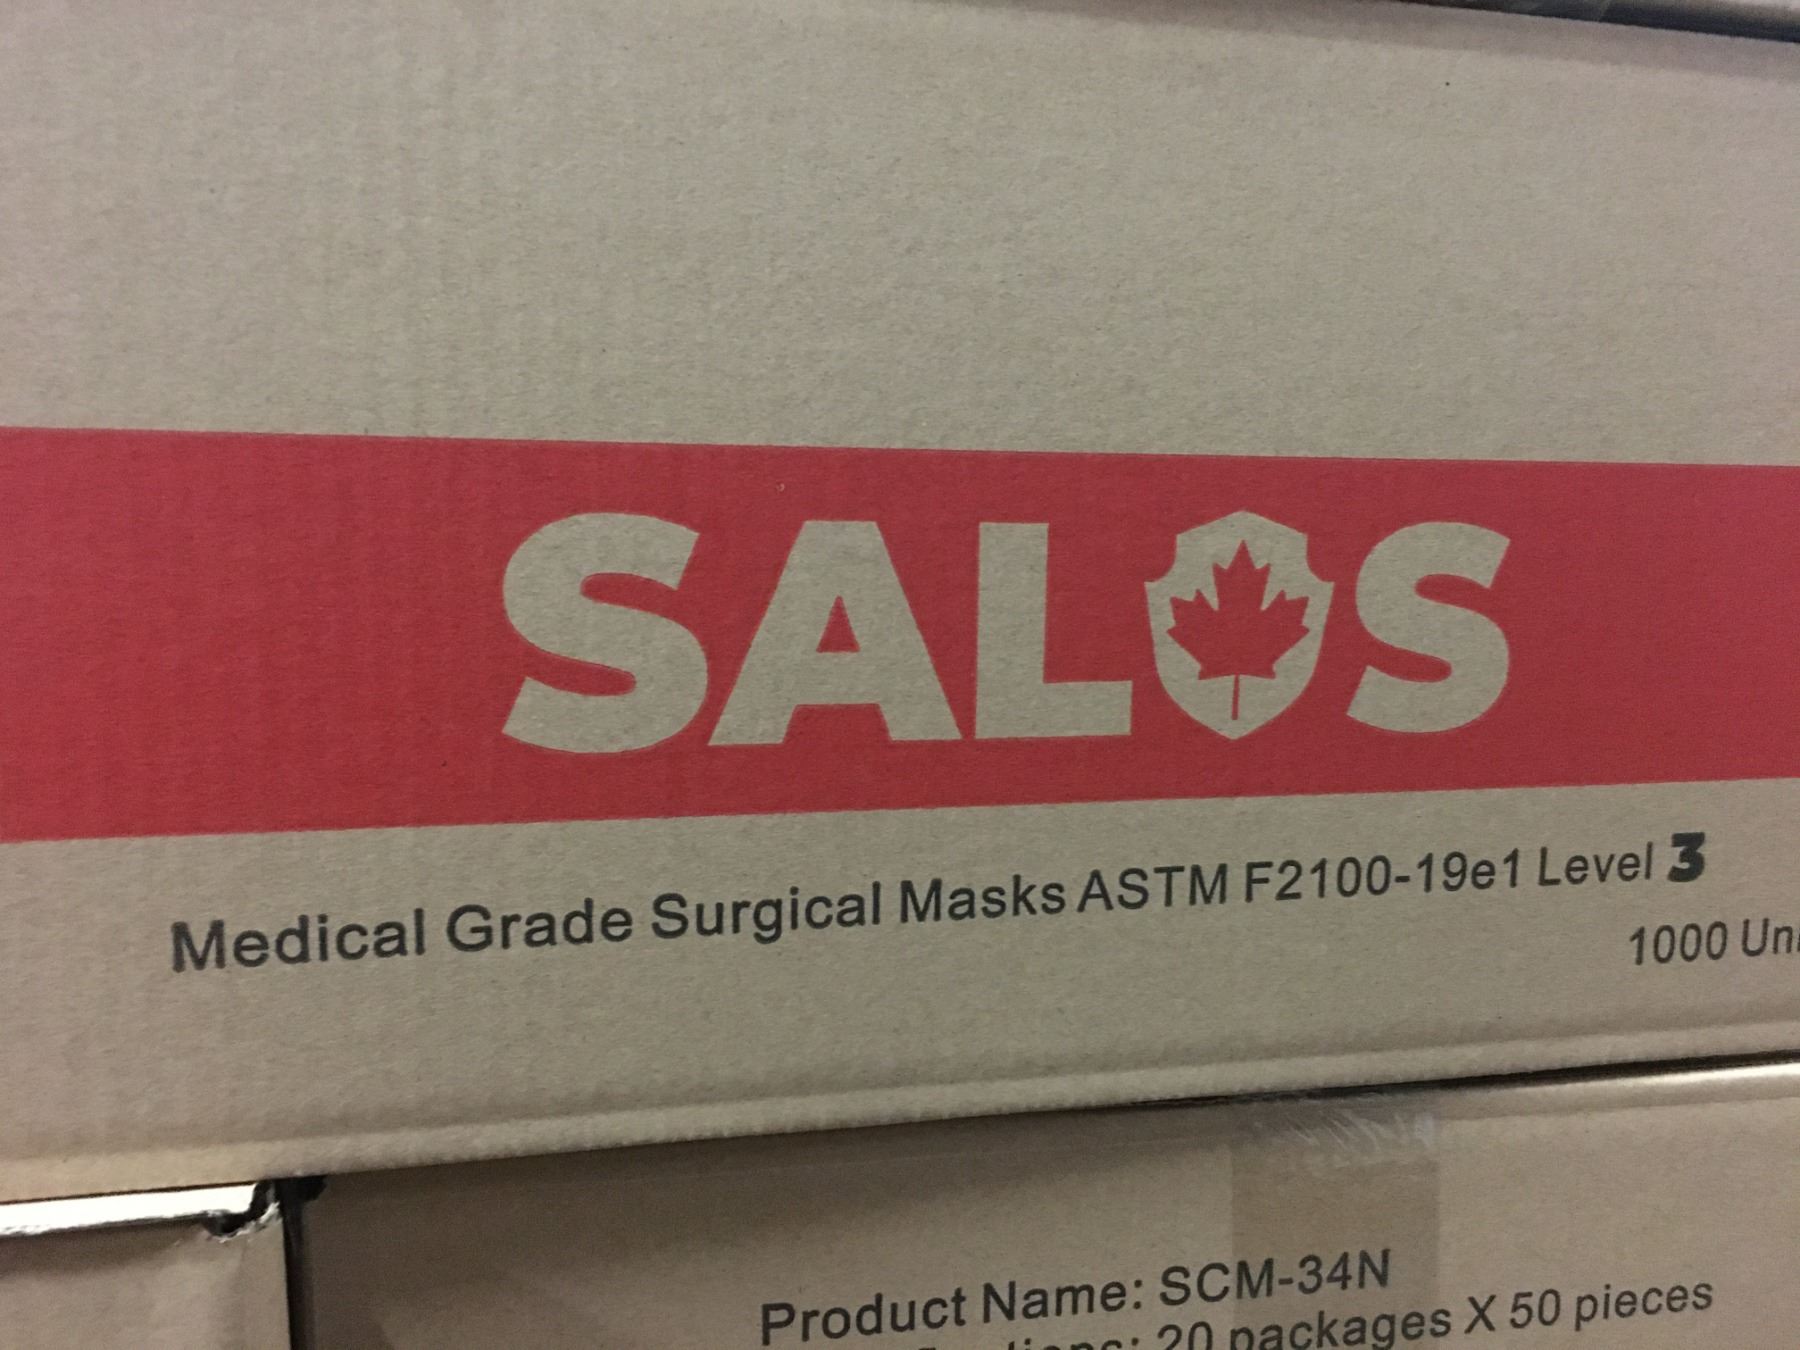 SALOS
Medical Grade Surgical Masks ASTM F2100-19e1 Level 3
1000
Product Name: SCM-34N
20 packages X 50 pieces